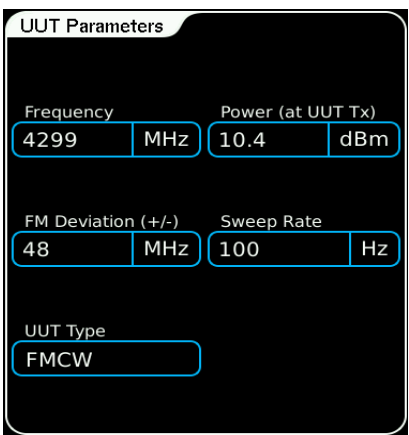 UUT Parameters
Frequency Power (at UUT Tx)
4299 MHz 10.4 dBm
FM Deviation (+/-) Sweep Rate
48 MHz 100 Hz
UUT Type
FMCW